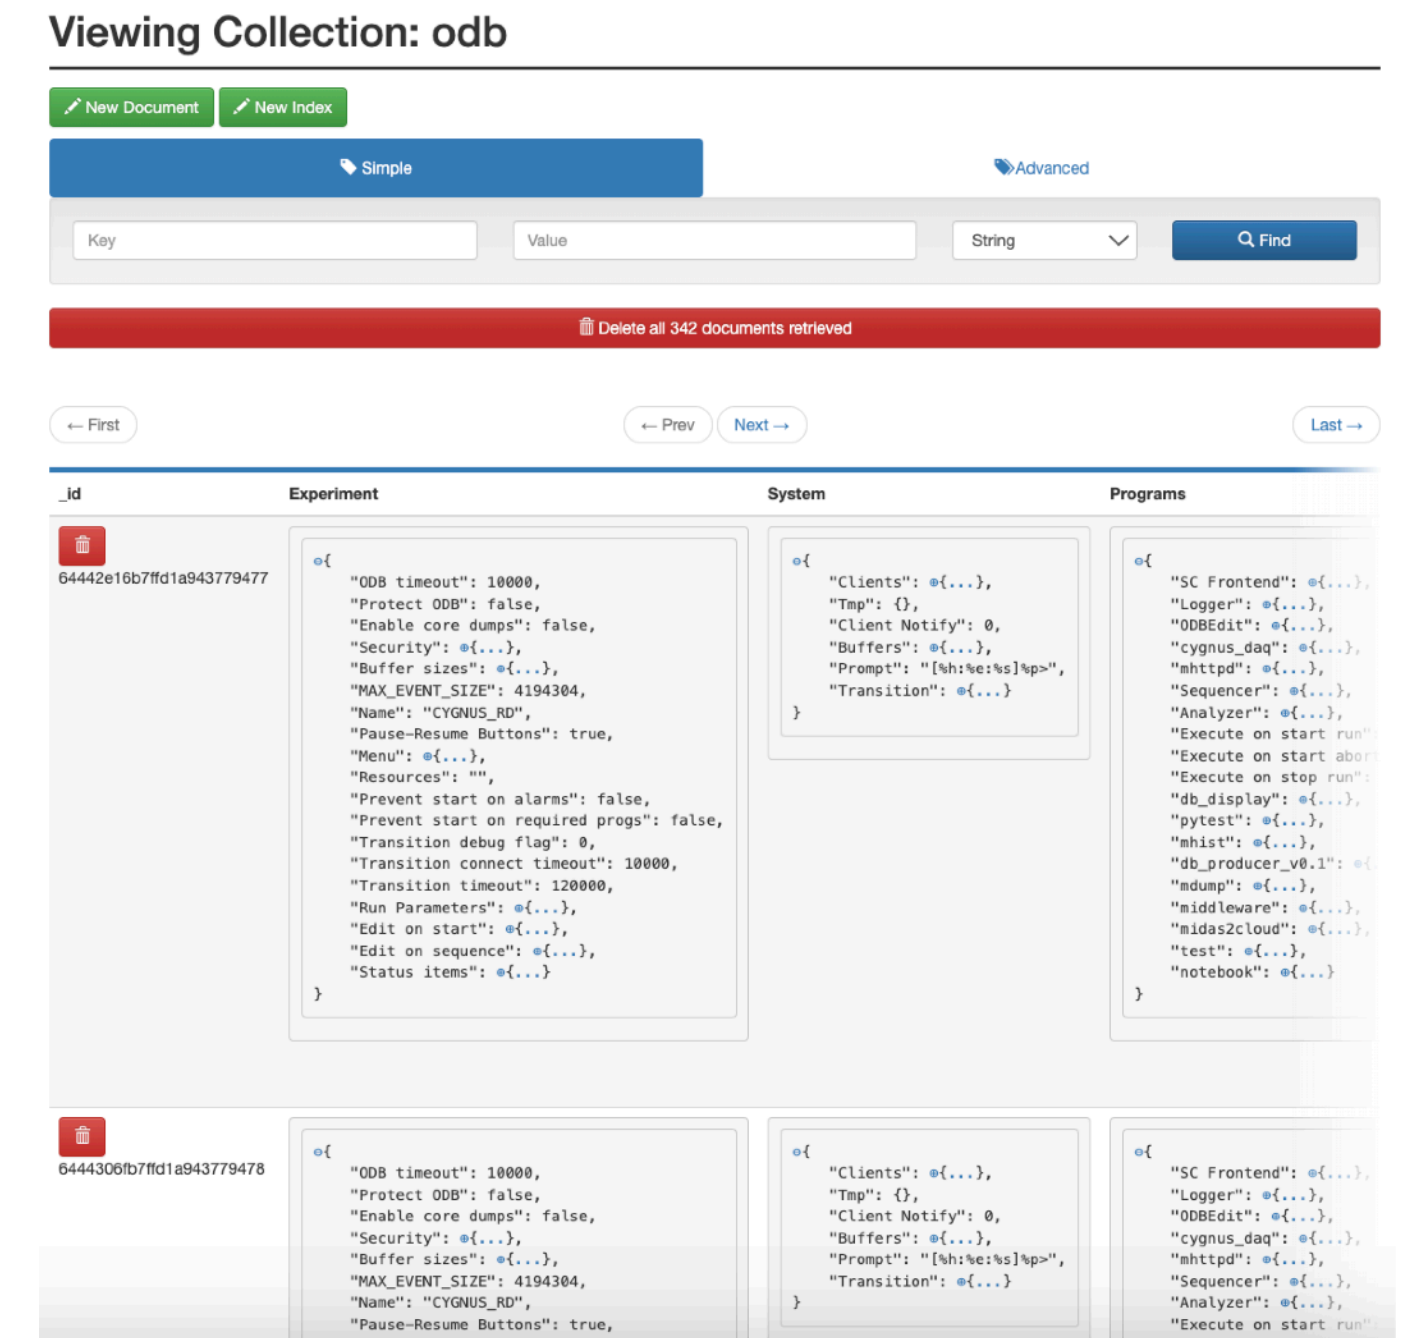 Viewing Collection: odb
New Document New Index
Simple Advanced
Key Value String Find
Delete all 342 documents retrieved
← First ← Prev Next → Last →
_id Experiment System Programs
64442e16b7ffd1a943779477
{
"ODB timeout": 10000,
"Protect ODB": false,
"Enable core dumps": false,
"Security": {...},
"Buffer sizes": {...},
"MAX_EVENT_SIZE": 4194304,
"Name": "CYGNUS_RD",
"Pause-Resume Buttons": true,
"Menu": {...},
"Resources": "",
"Prevent start on alarms": false,
"Prevent start on required progs": false,
"Transition debug flag": 0,
"Transition connect timeout": 10000,
"Transition timeout": 120000,
"Run Parameters": {...},
"Edit on start": {...},
"Edit on sequence": {...},
"Status items": {...}
}
{
"Clients": {...},
"Tmp": {},
"Client Notify": 0,
"Buffers": {...},
"Prompt": "[%h:%e:%s]%p>",
"Transition": {...}
}
{
"SC Frontend": {...},
"Logger": {...},
"ODBEdit": {...},
"cygnus_daq": {...},
"mhttpd": {...},
"Sequencer": {...},
"Analyzer": {...},
"Execute on start run":
"Execute on start abor
"Execute on stop run":
"db_display": {...},
"pytest": {...},
"mhist": {...},
"db_producer_v0.1": {.
"mdump": {...},
"middleware": {...},
"midas2cloud": {...},
"test": {...},
"notebook": {...}
}
6444306fb7ffd1a943779478
{
"ODB timeout": 10000,
"Protect ODB": false,
"Enable core dumps": false,
"Security": {...},
"Buffer sizes": {...},
"MAX_EVENT_SIZE": 4194304,
"Name": "CYGNUS_RD",
"Pause-Resume Buttons": true,
{
"Clients": {...},
"Tmp": {},
"Client Notify": 0,
"Buffers": {...},
"Prompt": "[%h:%e:%s]%p>",
"Transition": {...}
}
{
"SC Frontend": {...},
"Logger": {...},
"ODBEdit": {...},
"cygnus_daq": {...},
"mhttpd": {...},
"Sequencer": {...},
"Analyzer": {...},
"Execute on start run"